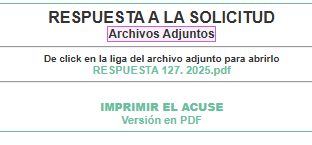 RESPUESTA A LA SOLICITUD
Archivos Adjuntos
De click en la liga del archivo adjunto para abrirlo
RESPUESTA 127. 2025.pdf
IMPRIMIR EL ACUSE
Versión en PDF